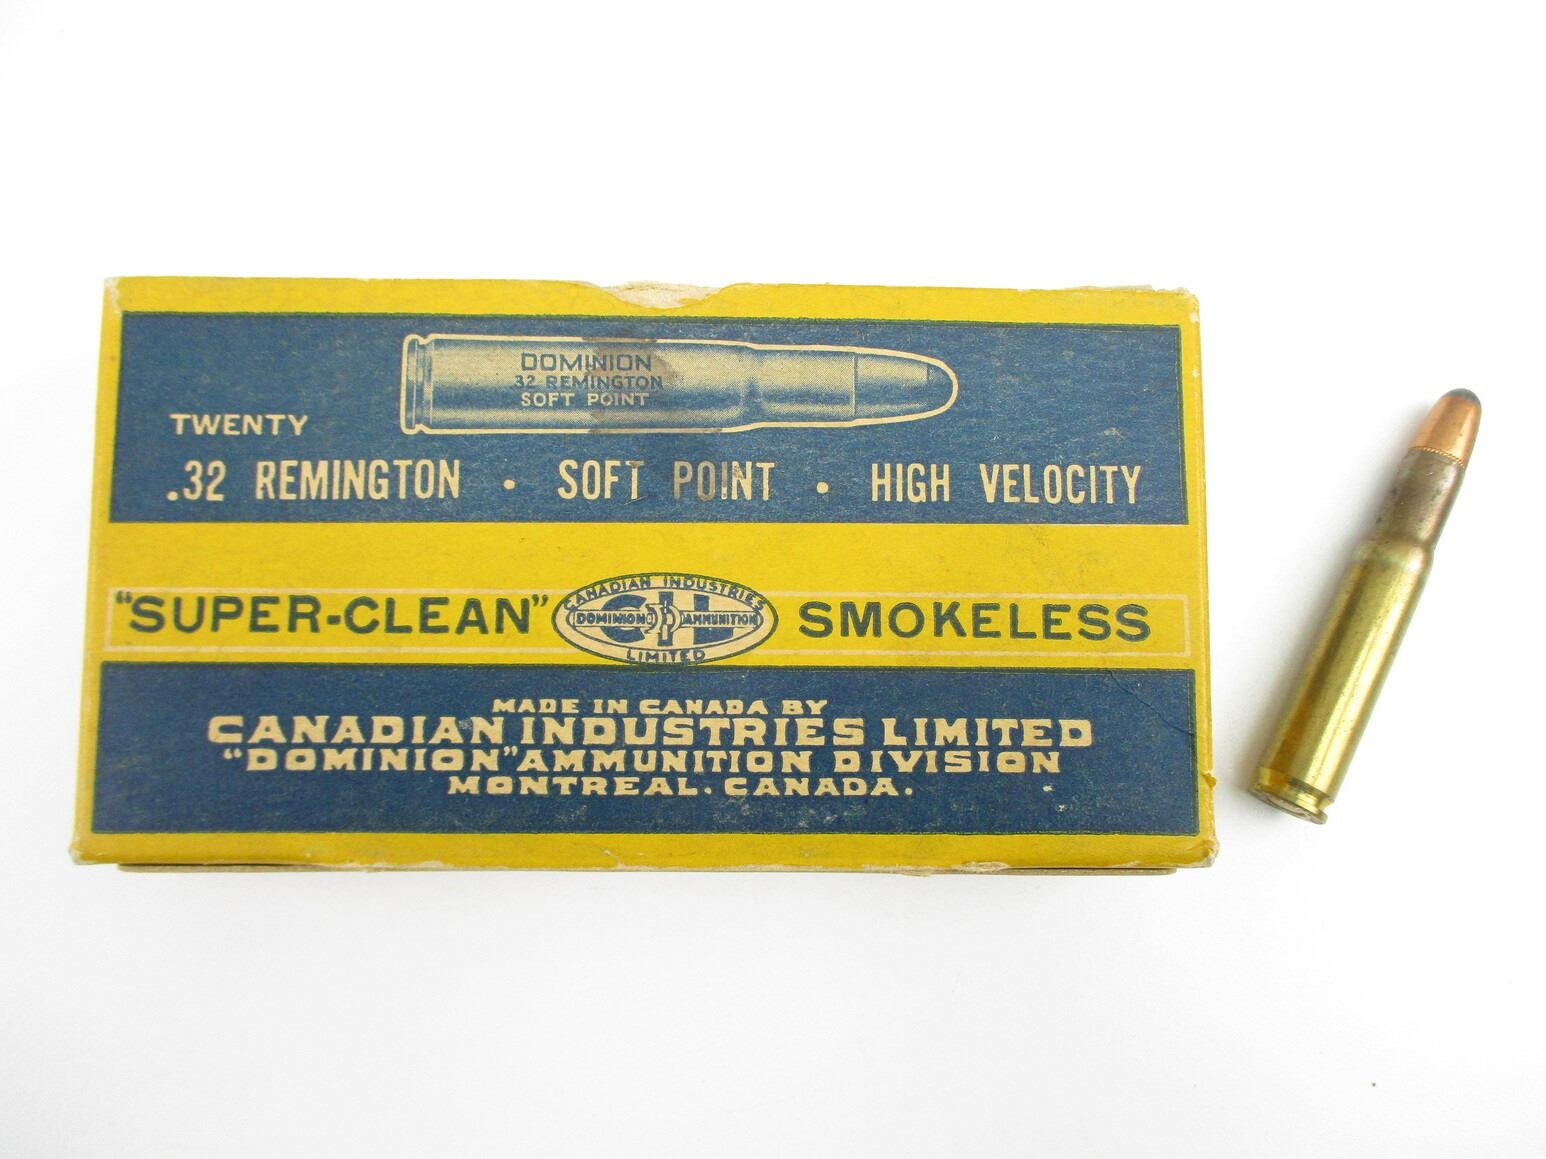 DOMINION
32 REMINGTON
SOFT POINT
TWENTY
.32 REMINGTON • SOFT POINT • HIGH VELOCITY
"SUPER-CLEAN"
CANADIAN INDUSTRIES
CIL
DOMINION AMMUNITION
LIMITED
SMOKELESS
MADE IN CANADA BY
CANADIAN INDUSTRIES LIMITED
"DOMINION" AMMUNITION DIVISION
MONTREAL. CANADA.